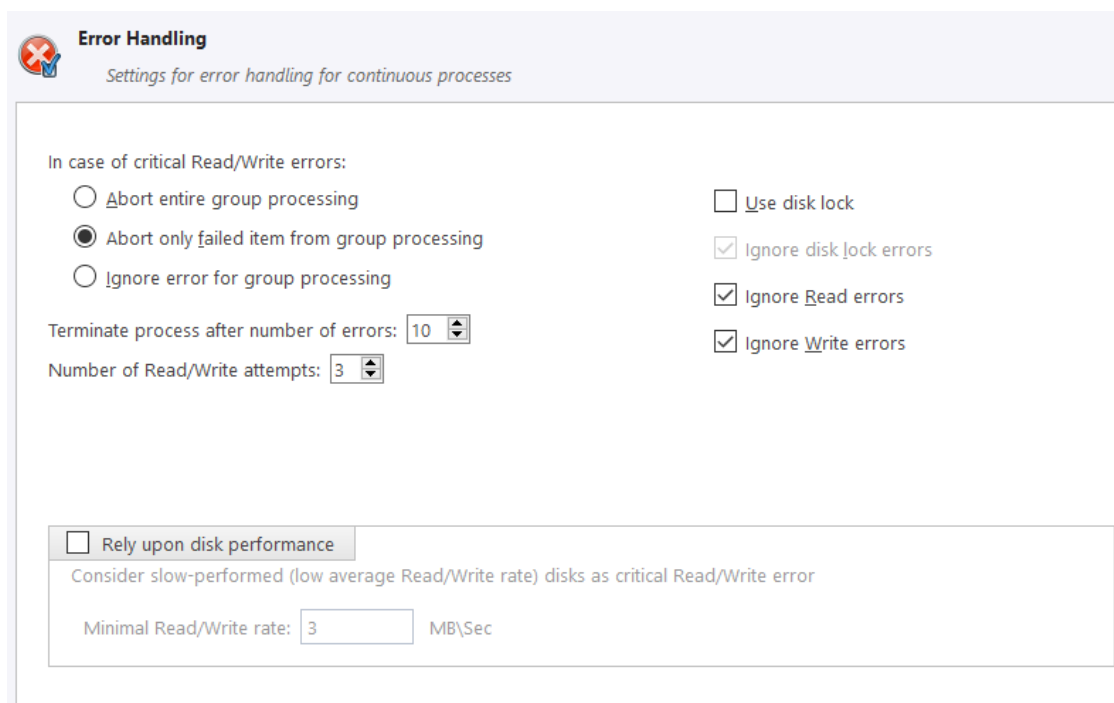 Error Handling
Settings for error handling for continuous processes
In case of critical Read/Write errors:
Abort entire group processing
Abort only failed item from group processing
Ignore error for group processing
Terminate process after number of errors: 10
Number of Read/Write attempts: 3
Use disk lock
Ignore disk lock errors
Ignore Read errors
Ignore Write errors
Rely upon disk performance
Consider slow-performed (low average Read/Write rate) disks as critical Read/Write error
Minimal Read/Write rate: 3 MB\Sec